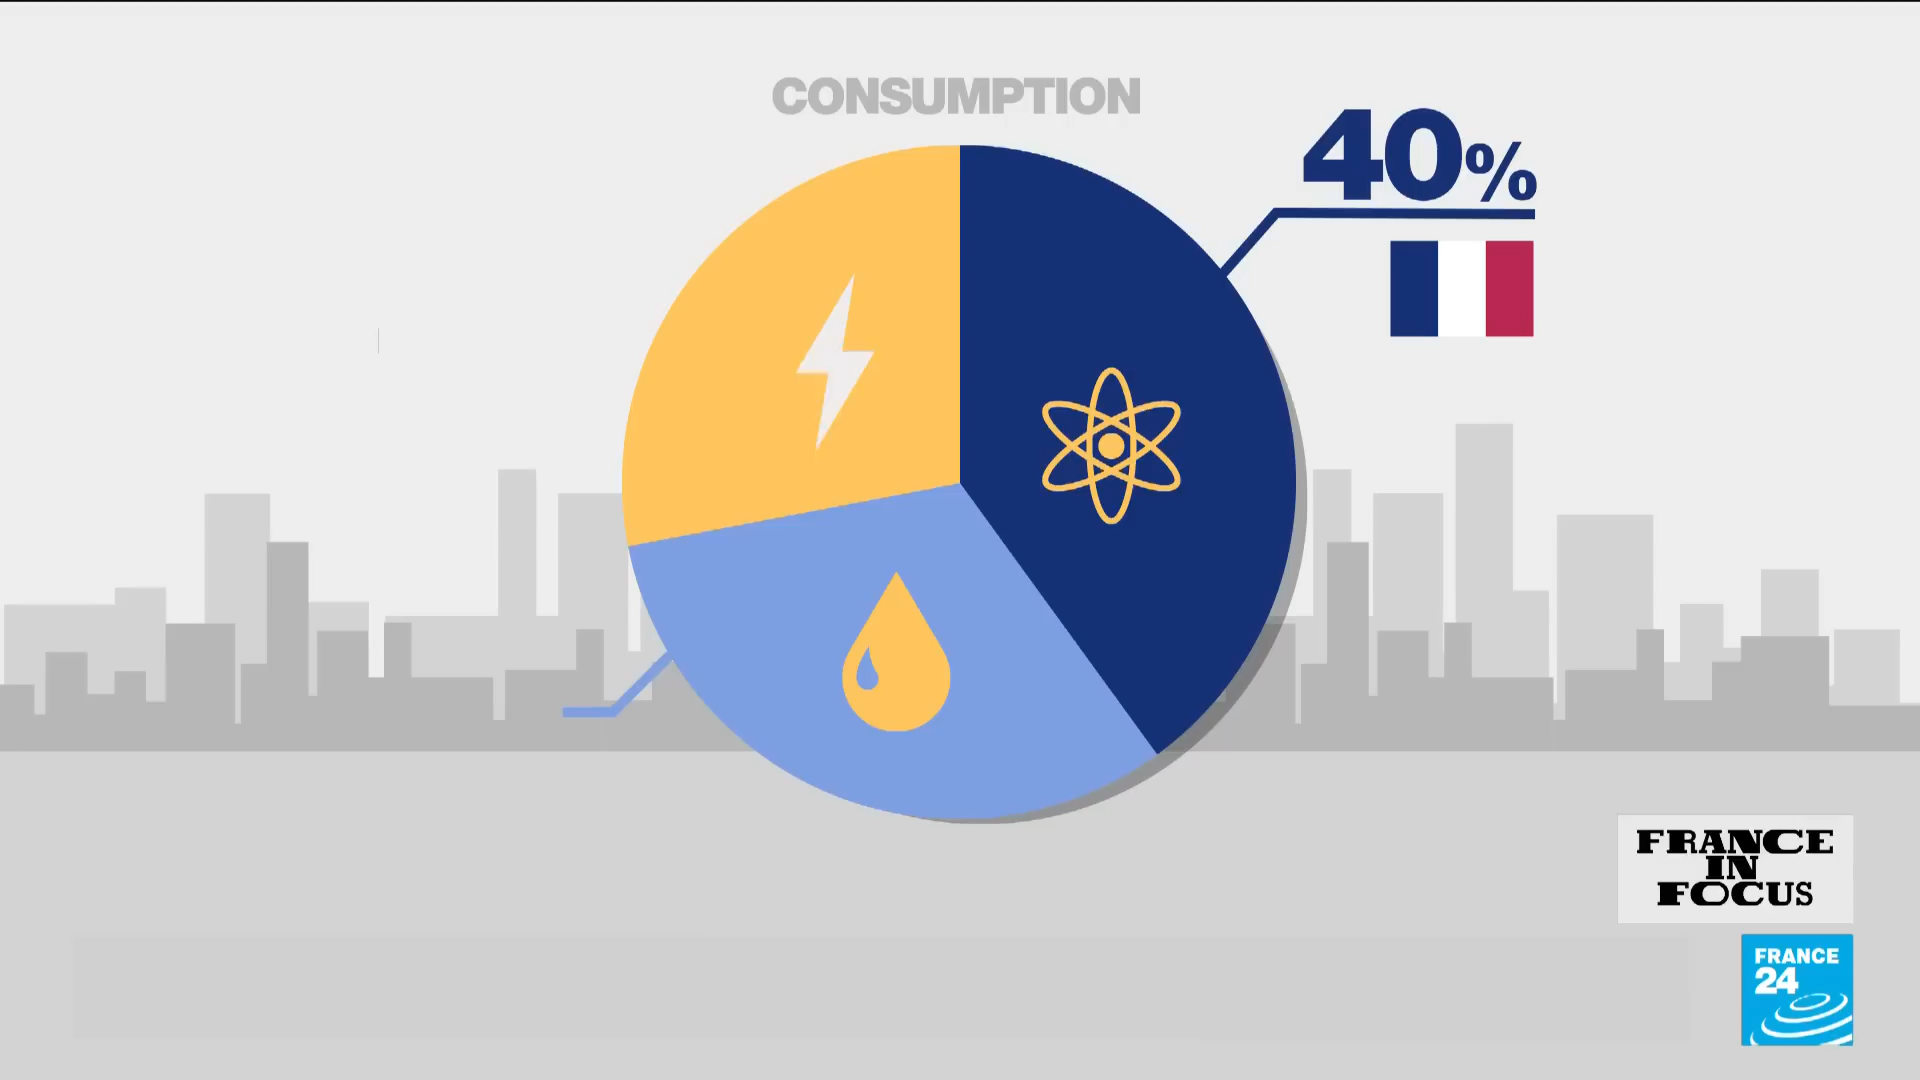 CONSUMPTION
40%
FRANCE
IN
FOCUS
FRANCE
24